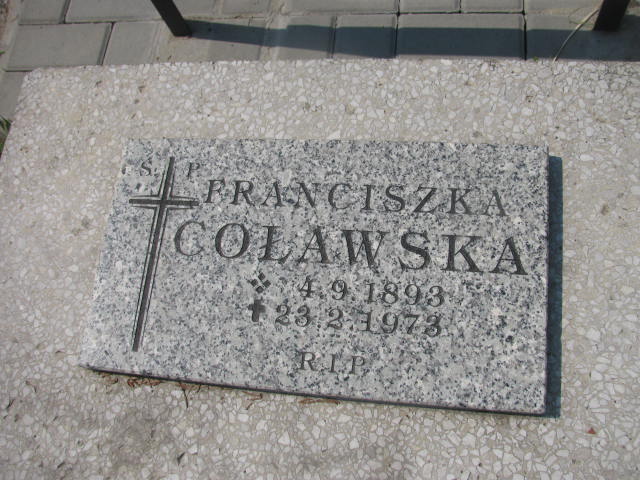 Ś. P.
FRANCISZKA
COŁAWSKA
4.9.1893
23.2.1973
R.I.P.